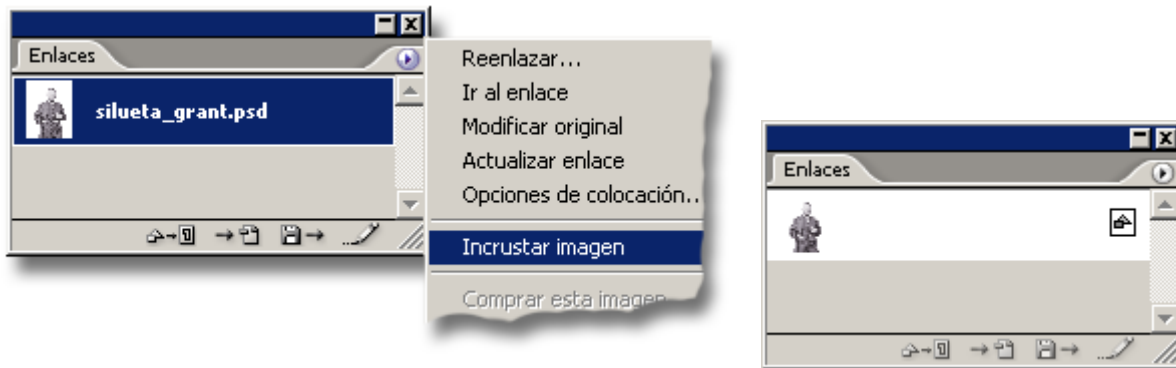 Enlaces
silueta_grant.psd
Reenlazar...
Ir al enlace
Modificar original
Actualizar enlace
Opciones de colocación..
Incrustar imagen
Comprar esta imagen
Enlaces